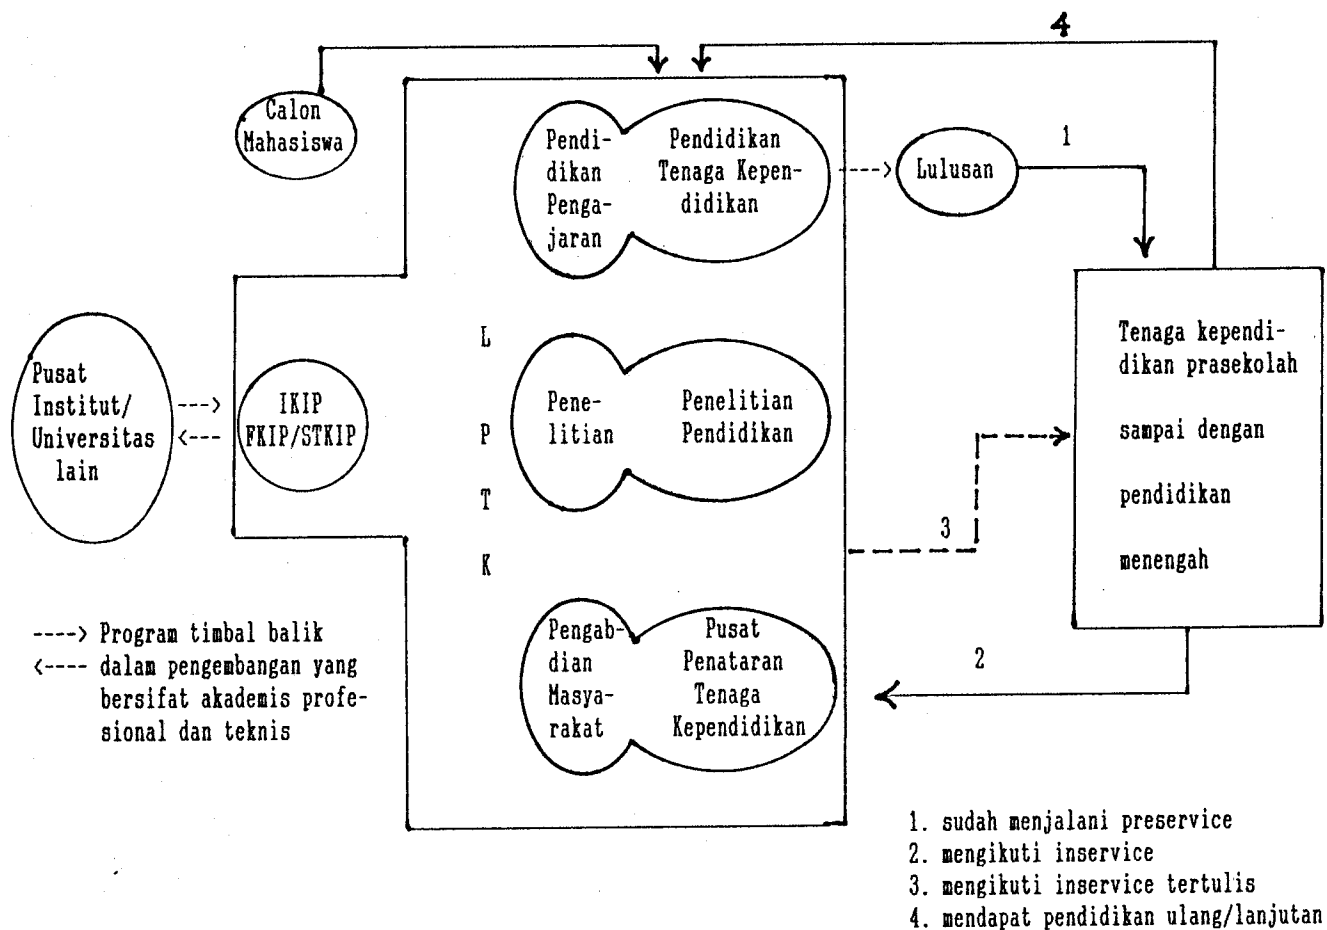 4
Calon
Mahasiswa
Pendi-
dikan
Penga-
jaran
Pendidikan
Tenaga Kepen-
didikan
---->
Lulusan
1
Pusat
Institut/
Universitas
lain
--->
<---
IKIP
FKIP/STKIP
L
P
T
K
Pene-
litian
Penelitian
Pendidikan
3
Tenaga kependi-
dikan prasekolah
sampai dengan
pendidikan
menengah
Pengab-
dian
Masya-
rakat
Pusat
Penataran
Tenaga
Kependidikan
2
----> Program timbal balik
<---- dalam pengembangan yang
bersifat akademis profe-
sional dan teknis
1. sudah menjalani preservice
2. mengikuti inservice
3. mengikuti inservice tertulis
4. mendapat pendidikan ulang/lanjutan